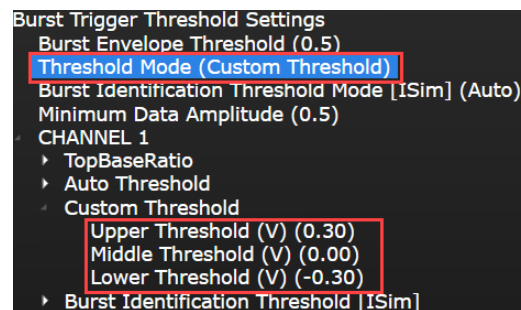 Burst Trigger Threshold Settings
Burst Envelope Threshold (0.5)
Threshold Mode (Custom Threshold)
Burst Identification Threshold Mode [ISim] (Auto)
Minimum Data Amplitude (0.5)
CHANNEL 1
TopBaseRatio
Auto Threshold
Custom Threshold
Upper Threshold (V) (0.30)
Middle Threshold (V) (0.00)
Lower Threshold (V) (-0.30)
Burst Identification Threshold [ISim]